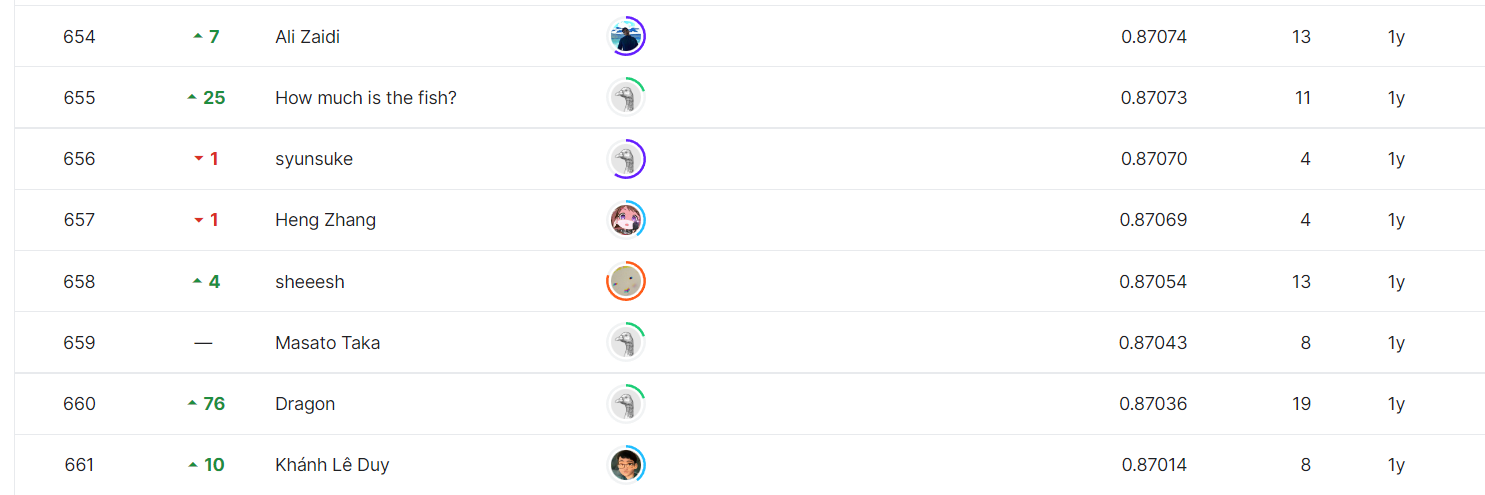 654 7 Ali Zaidi 0.87074 13 1y
655 25 How much is the fish? 0.87073 11 1y
656 1 syunsuke 0.87070 4 1y
657 1 Heng Zhang 0.87069 4 1y
658 4 sheeesh 0.87054 13 1y
659 — Masato Taka 0.87043 8 1y
660 76 Dragon 0.87036 19 1y
661 10 Khánh Lê Duy 0.87014 8 1y